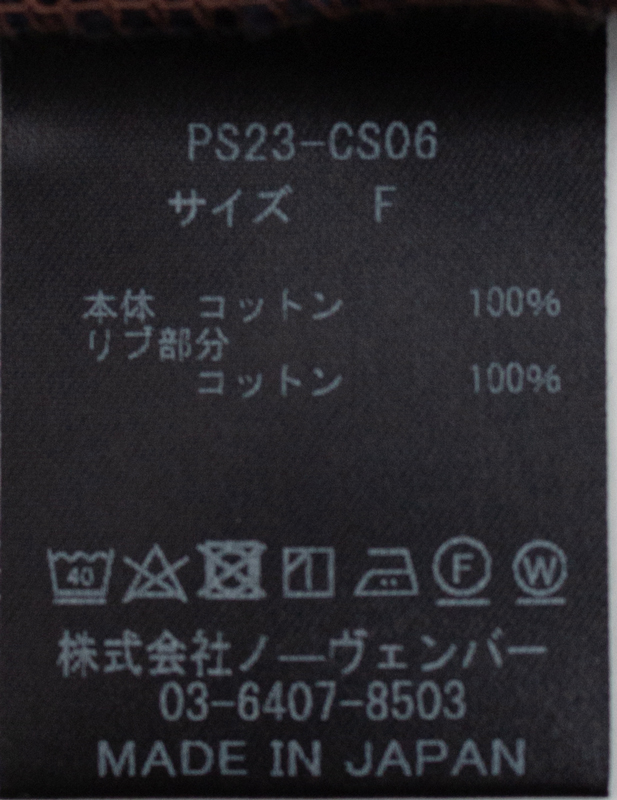 PS23-CS06
サイズ F
本体 コットン 100%
リブ部分
コットン 100%
40 F W
株式会社ノーヴェンバー
03-6407-8503
MADE IN JAPAN